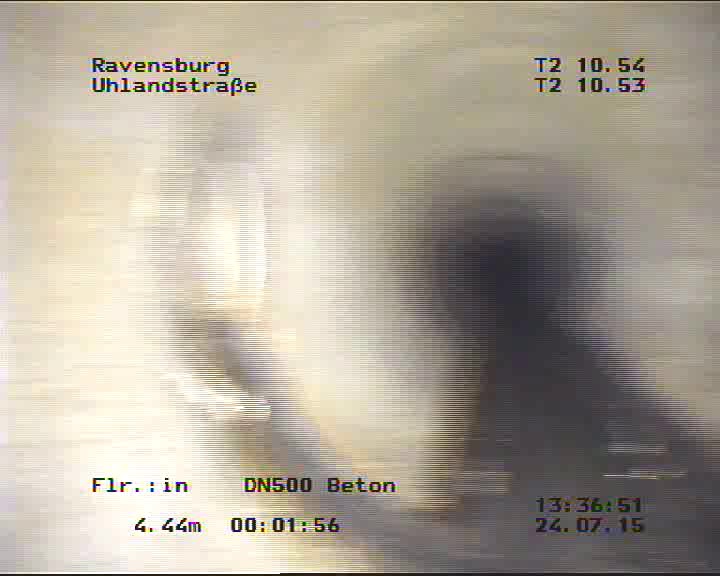 Ravensburg
Uhlandstraße
T2 10.54
T2 10.53
Flr.:in DN500 Beton
4.44m 00:01:56
13:36:51
24.07.15